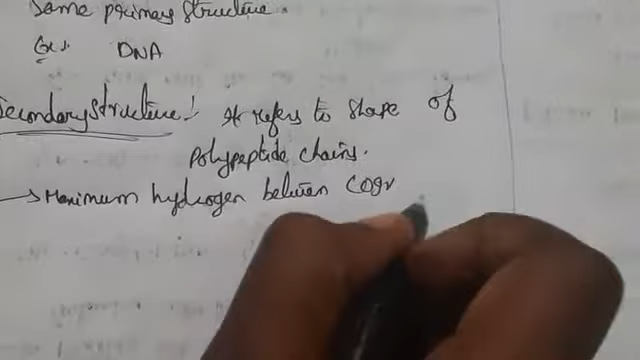 Same primary Structure.
Ex:- DNA
Secondary structure:- It refers to shape of
polypeptide chains.
→ Maximum hydrogen between